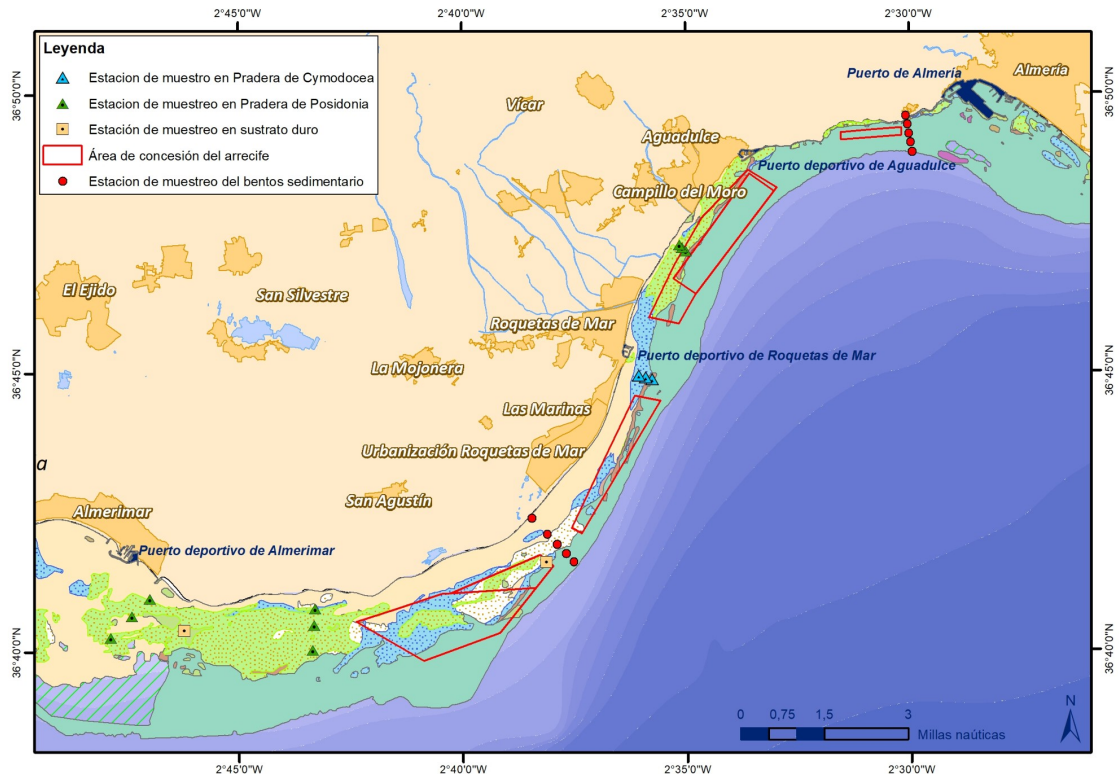 2°45'0"W
2°40'0"W
2°35'0"W
2°30'0"W
Leyenda
Estacion de muestro en Pradera de Cymodocea
Estacion de muestreo en Pradera de Posidonia
Estación de muestreo en sustrato duro
Área de concesión del arrecife
Estacion de muestreo del bentos sedimentario
Puerto de Almería
Almería
36°50'0"N
36°50'0"N
Vícar
Aguadulce
Puerto deportivo de Aguadulce
Campillo del Moro
El Ejido
San Silvestre
Roquetas de Mar
Puerto deportivo de Roquetas de Mar
36°45'0"N
36°45'0"N
La Mojonera
Las Marinas
Urbanización Roquetas de Mar
a
San Agustín
Almerimar
Puerto deportivo de Almerimar
36°40'0"N
36°40'0"N
N
0 0,75 1,5 3
Millas naúticas
2°45'0"W
2°40'0"W
2°35'0"W
2°30'0"W